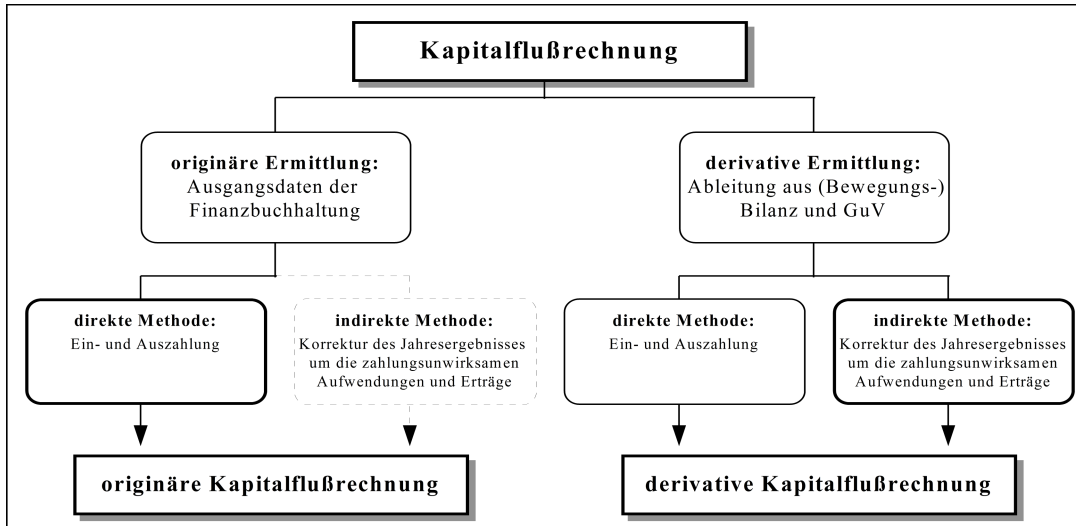 Kapitalflußrechnung
originäre Ermittlung:
Ausgangsdaten der
Finanzbuchhaltung
derivative Ermittlung:
Ableitung aus (Bewegungs-)
Bilanz und GuV
direkte Methode:
Ein- und Auszahlung
indirekte Methode:
Korrektur des Jahresergebnisses
um die zahlungsunwirksamen
Aufwendungen und Erträge
direkte Methode:
Ein- und Auszahlung
indirekte Methode:
Korrektur des Jahresergebnisses
um die zahlungsunwirksamen
Aufwendungen und Erträge
originäre Kapitalflußrechnung
derivative Kapitalflußrechnung